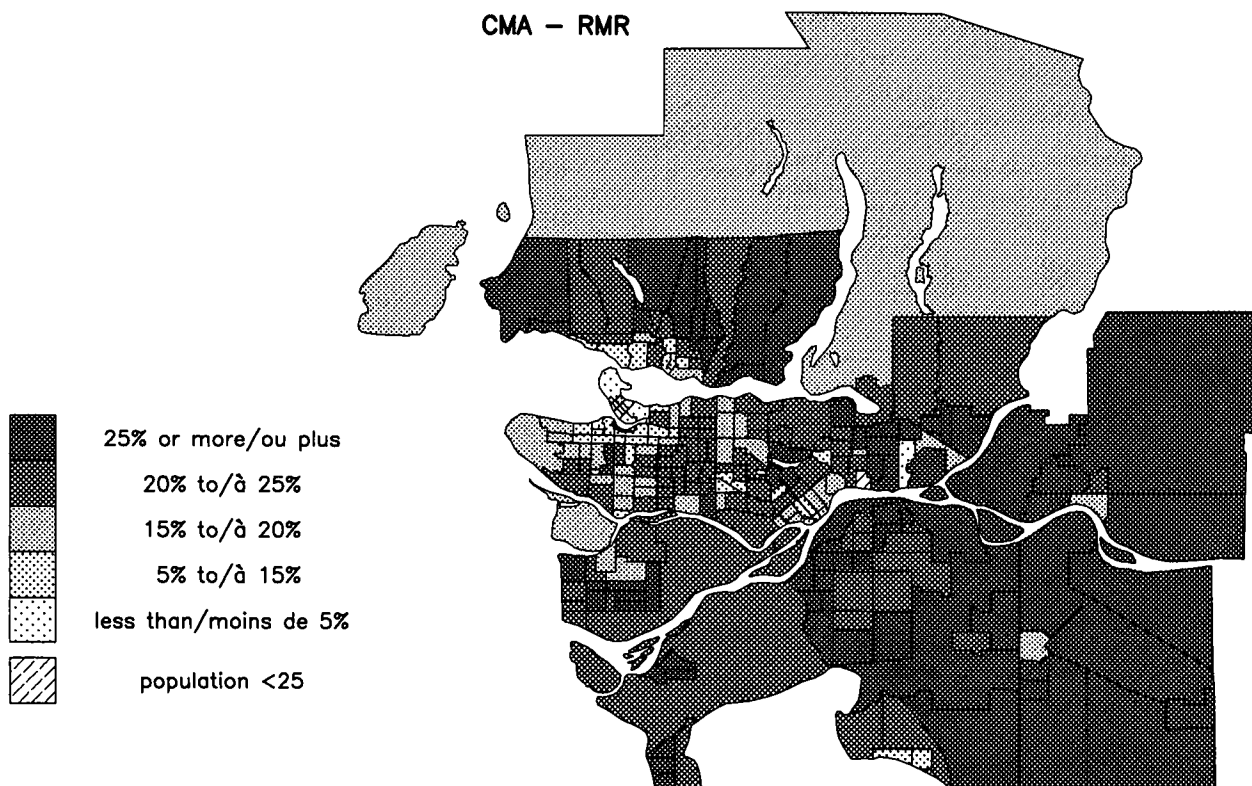 CMA – RMR
25% or more/ou plus
20% to/à 25%
15% to/à 20%
5% to/à 15%
less than/moins de 5%
population <25